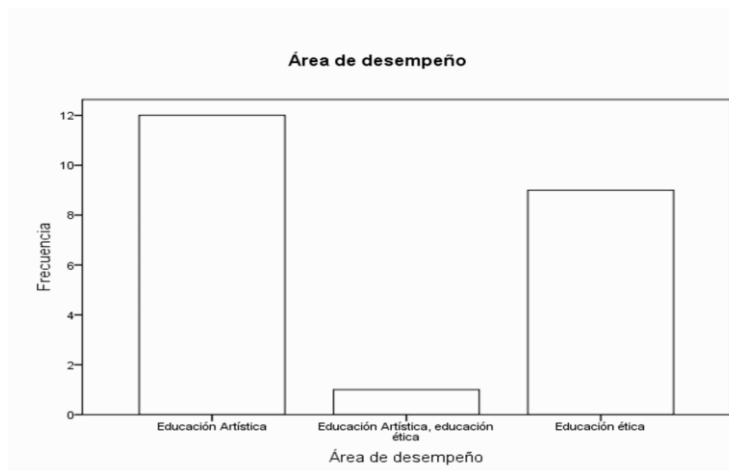 Área de desempeño
12
10
8
6
4
2
0
Frecuencia
Educación Artística
Educación Artística, educación
ética
Educación ética
Área de desempeño